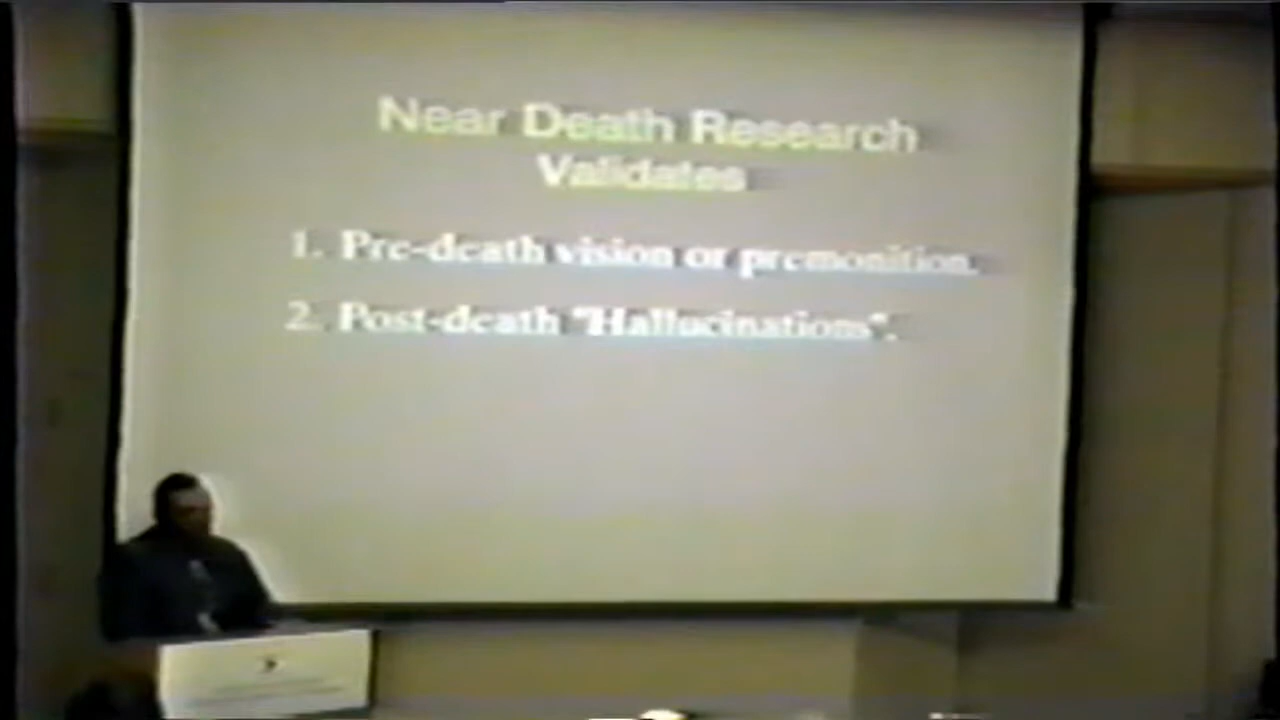 Near Death Research
Validates
1. Pre-death vision or premonition.
2. Post-death "Hallucinations".